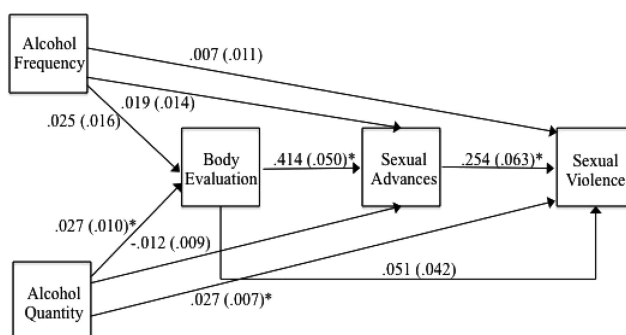 Alcohol
Frequency
.007 (.011)
.019 (.014)
.025 (.016)
Body
Evaluation
.414 (.050)*
Sexual
Advances
.254 (.063)*
Sexual
Violence
.027 (.010)*
-.012 (.009)
.051 (.042)
.027 (.007)*
Alcohol
Quantity